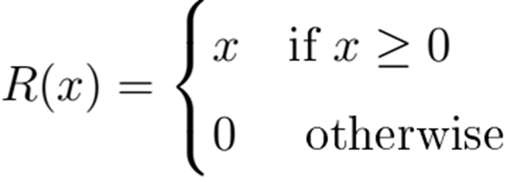 R(x) = { x if x ≥ 0
0 otherwise